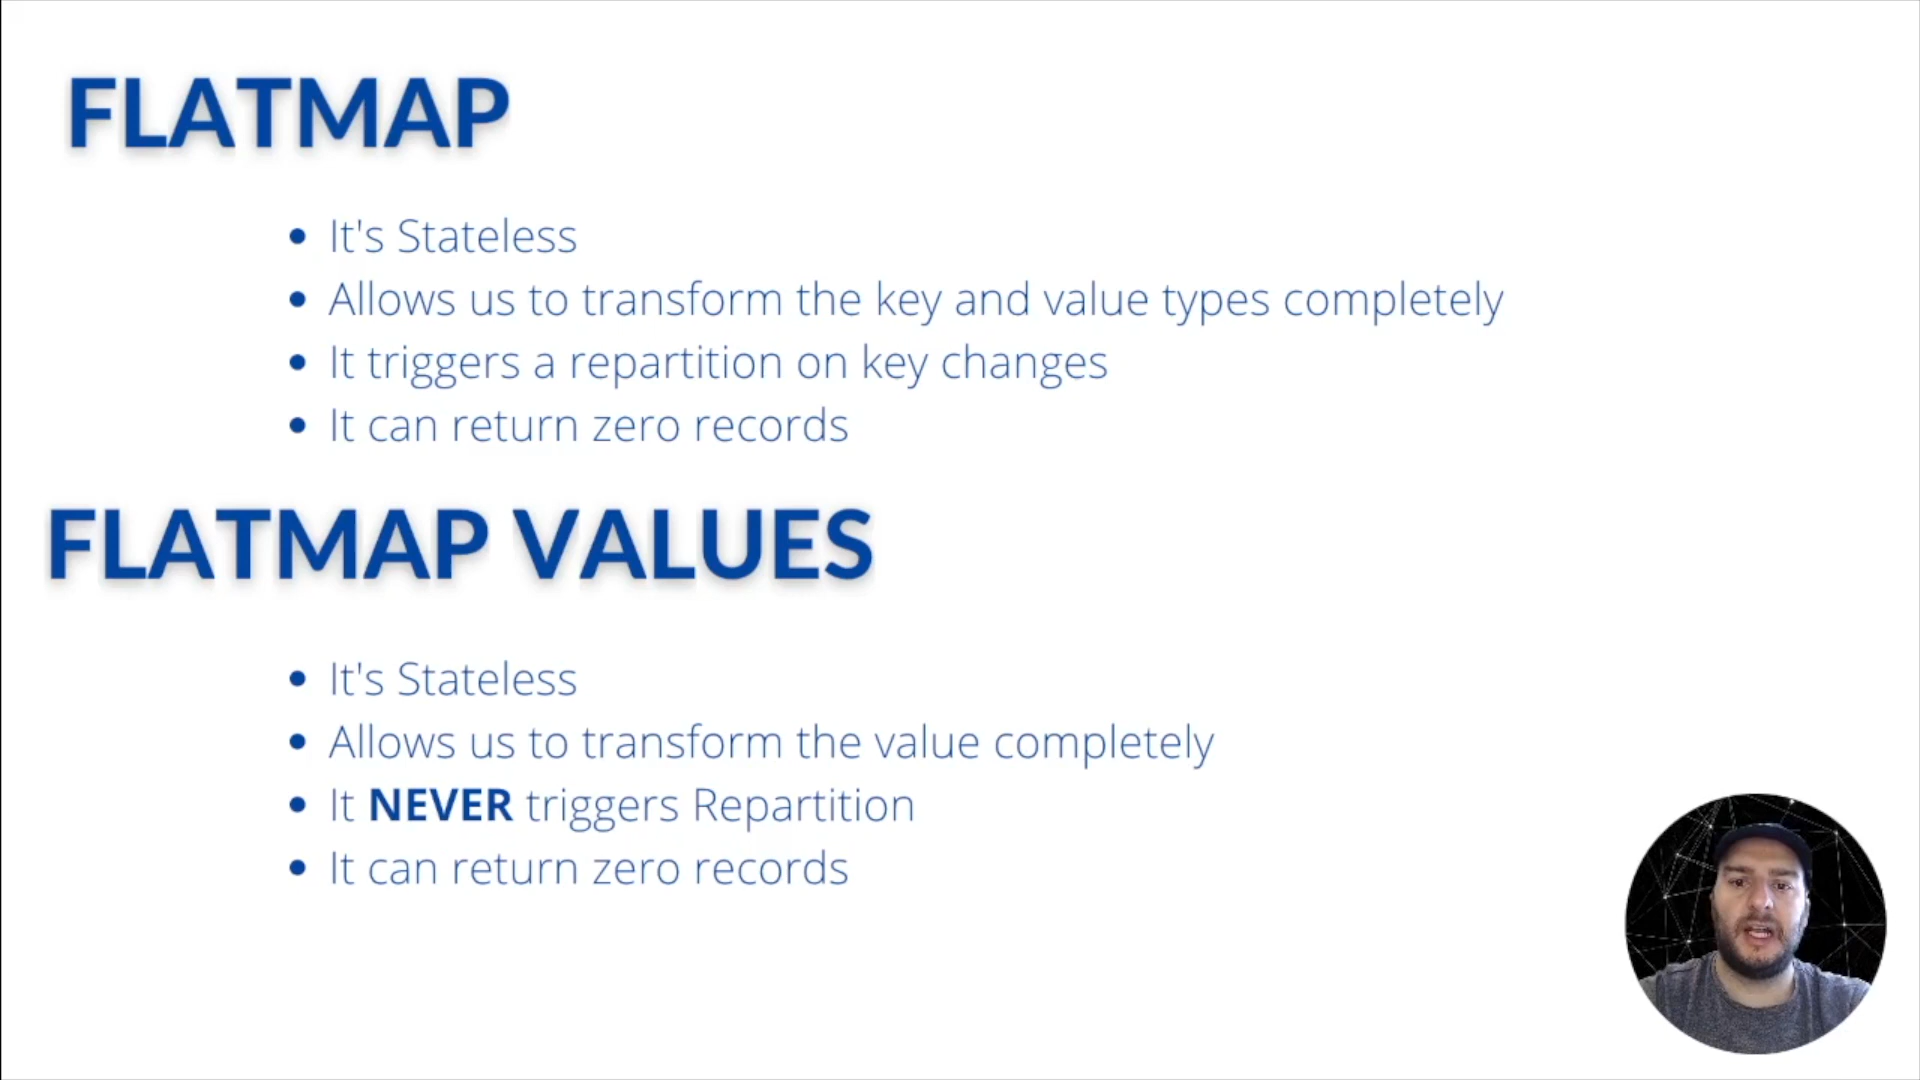 FLATMAP
• It's Stateless
• Allows us to transform the key and value types completely
• It triggers a repartition on key changes
• It can return zero records
FLATMAP VALUES
• It's Stateless
• Allows us to transform the value completely
• It NEVER triggers Repartition
• It can return zero records